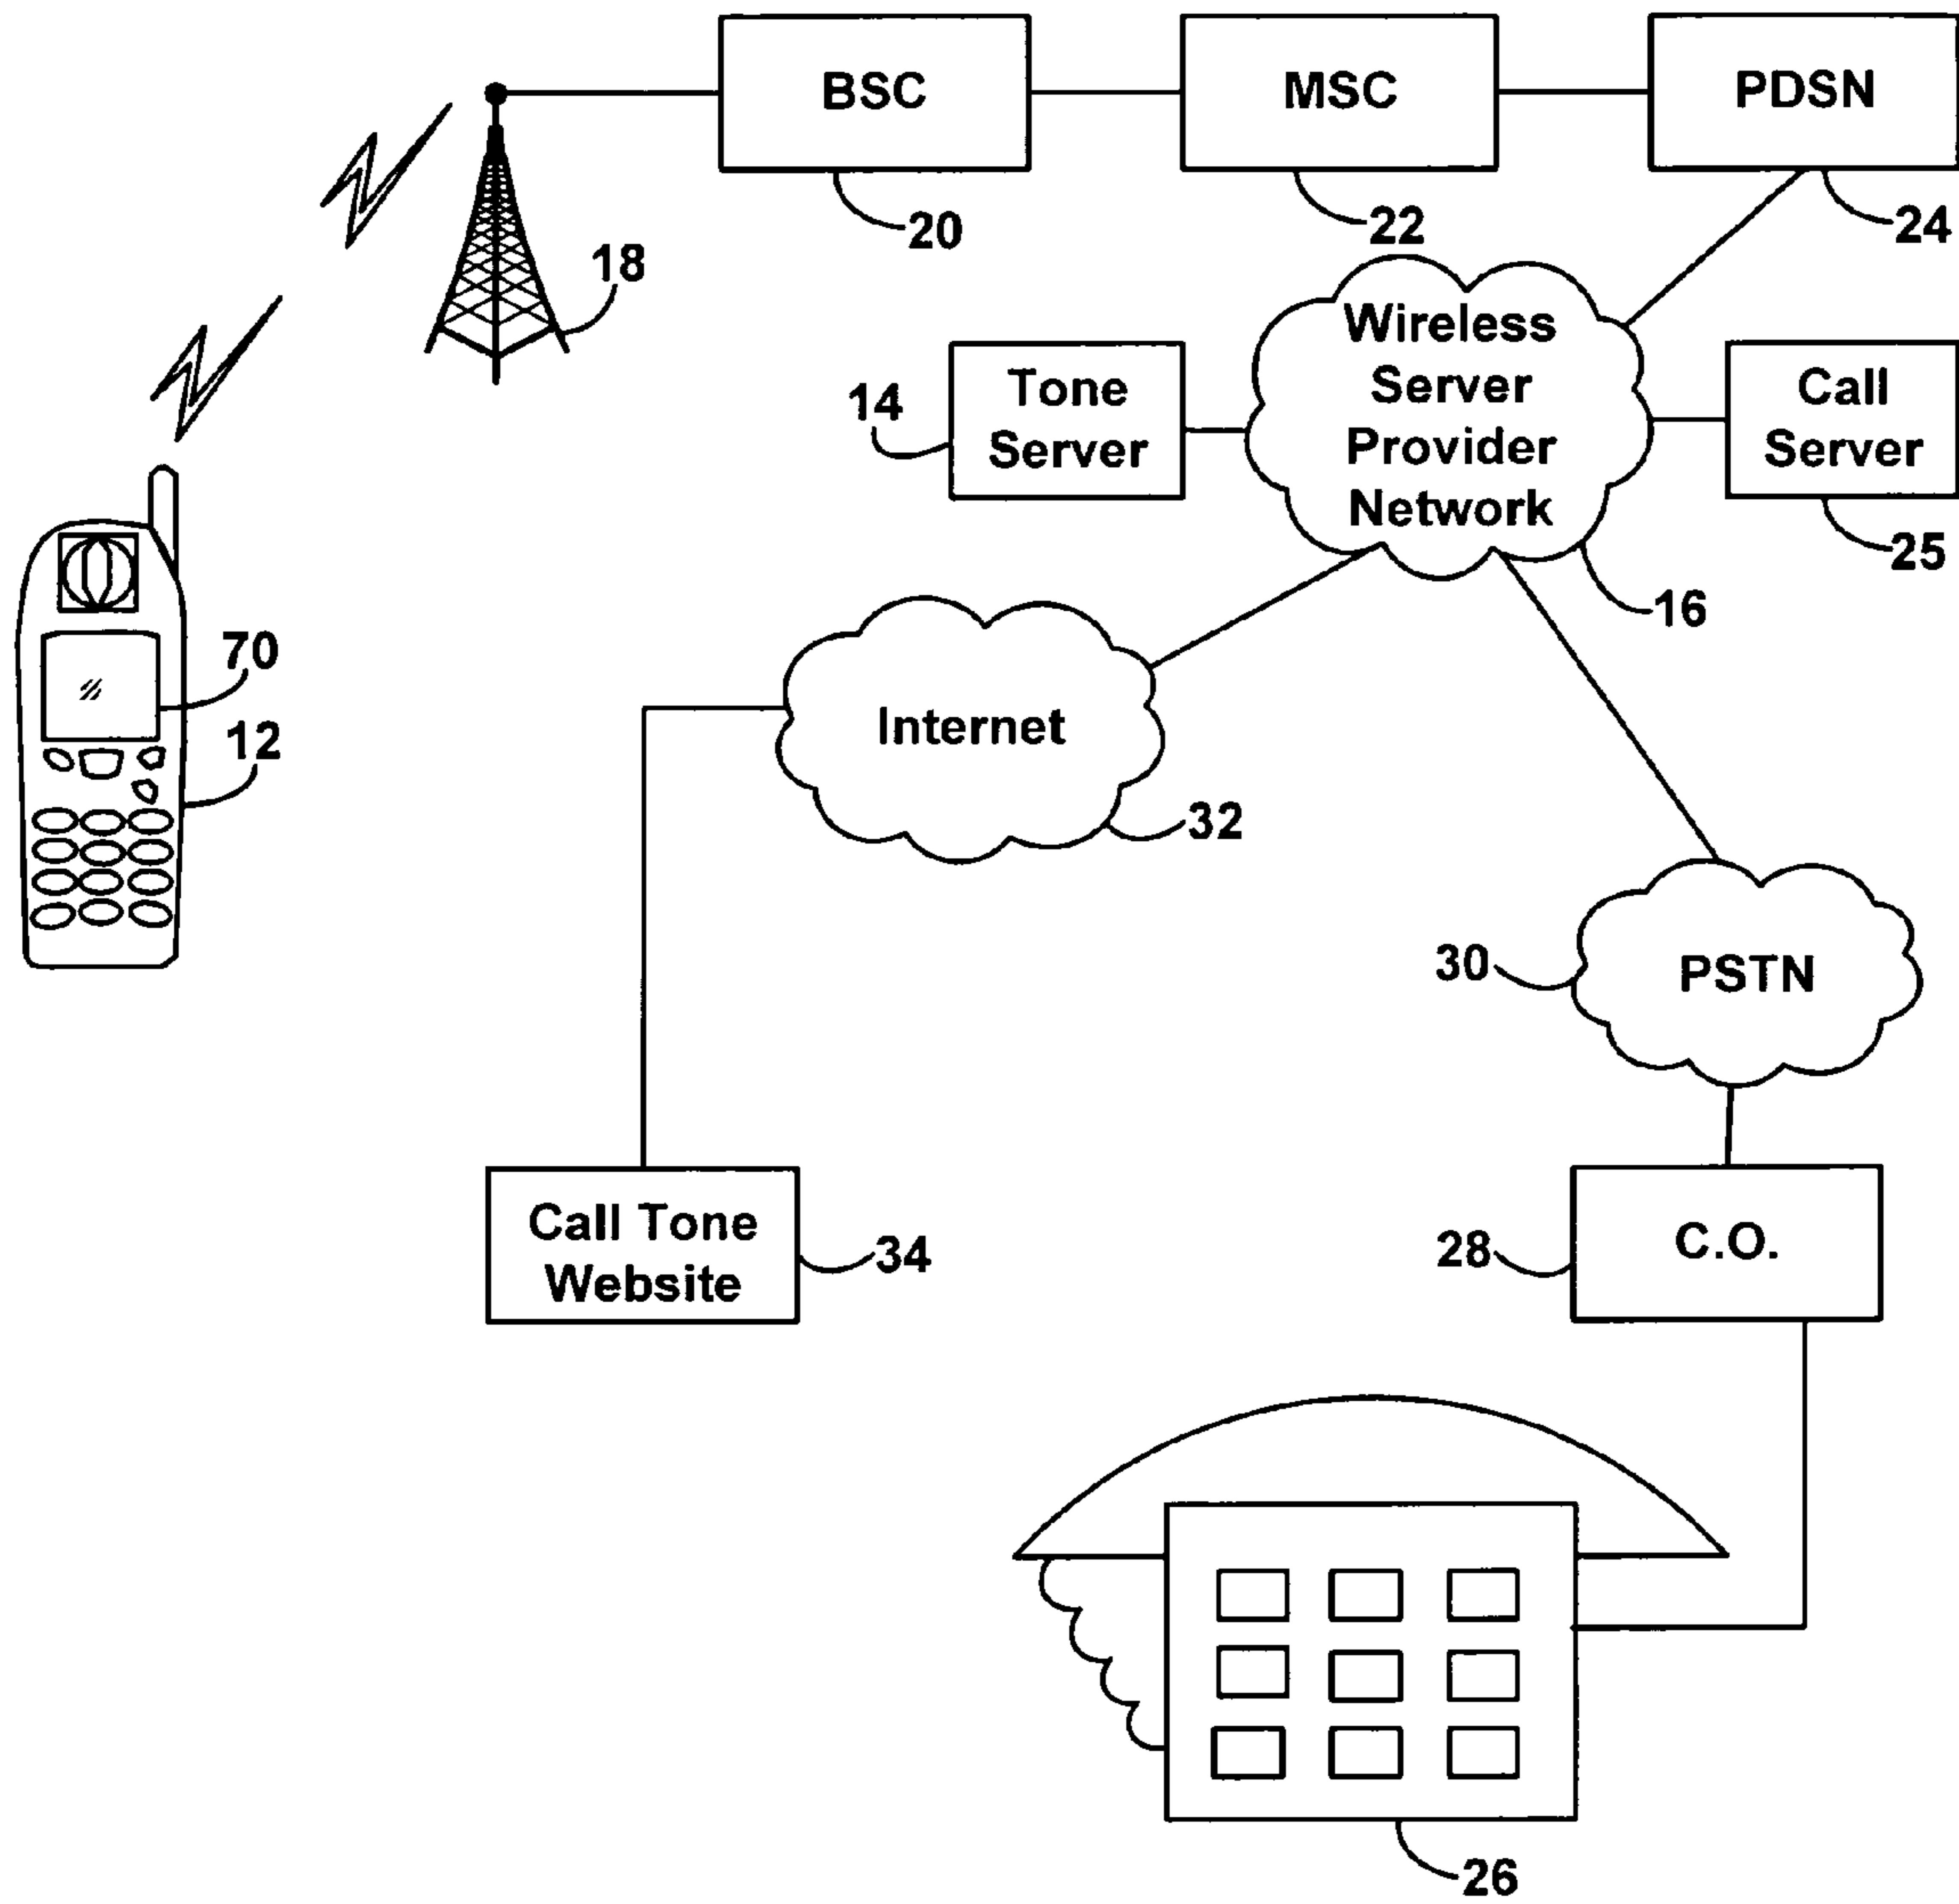 BSC
MSC
PDSN
20
22
24
18
Wireless
Server
Provider
Network
14
Tone
Server
Call
Server
25
16
70
12
Internet
32
30
PSTN
Call Tone
Website
34
28
C.O.
26